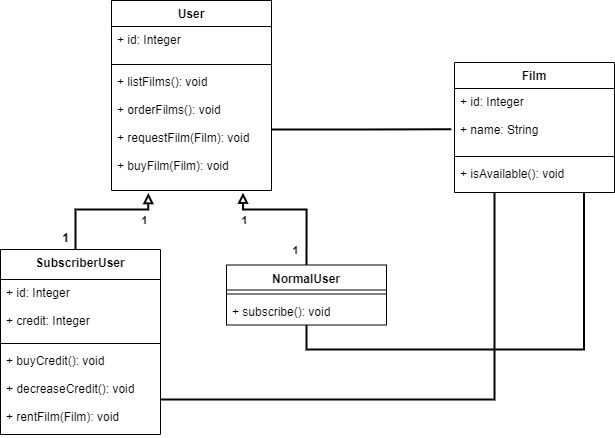 User
+ id: Integer
+ listFilms(): void
+ orderFilms(): void
+ requestFilm(Film): void
+ buyFilm(Film): void
Film
+ id: Integer
+ name: String
+ isAvailable(): void
1
1
1
1
SubscriberUser
+ id: Integer
+ credit: Integer
+ buyCredit(): void
+ decreaseCredit(): void
+ rentFilm(Film): void
NormalUser
+ subscribe(): void